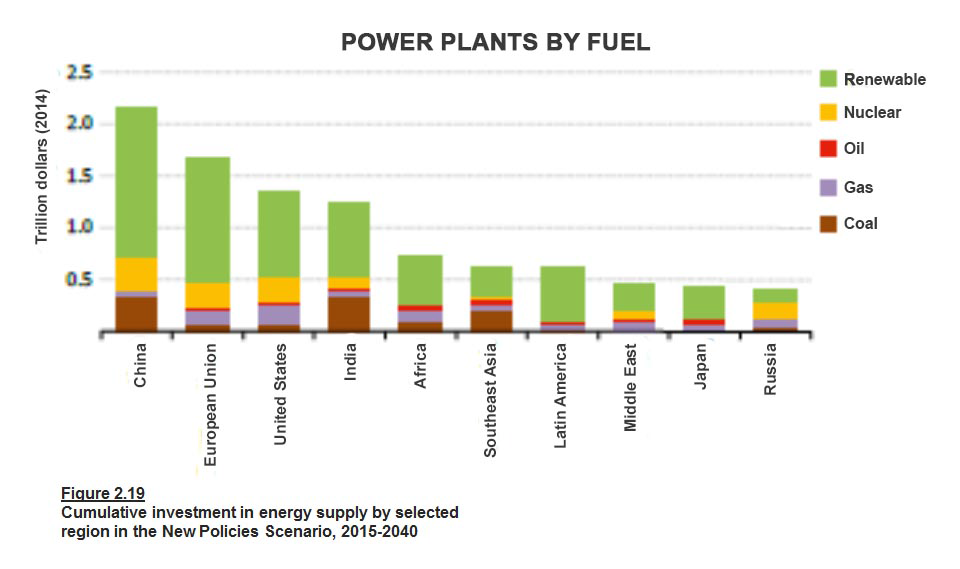 POWER PLANTS BY FUEL
Trillion dollars (2014)
2.5
2.0
1.5
1.0
0.5
Renewable
Nuclear
Oil
Gas
Coal
China
European Union
United States
India
Africa
Southeast Asia
Latin America
Middle East
Japan
Russia
Figure 2.19
Cumulative investment in energy supply by selected
region in the New Policies Scenario, 2015-2040